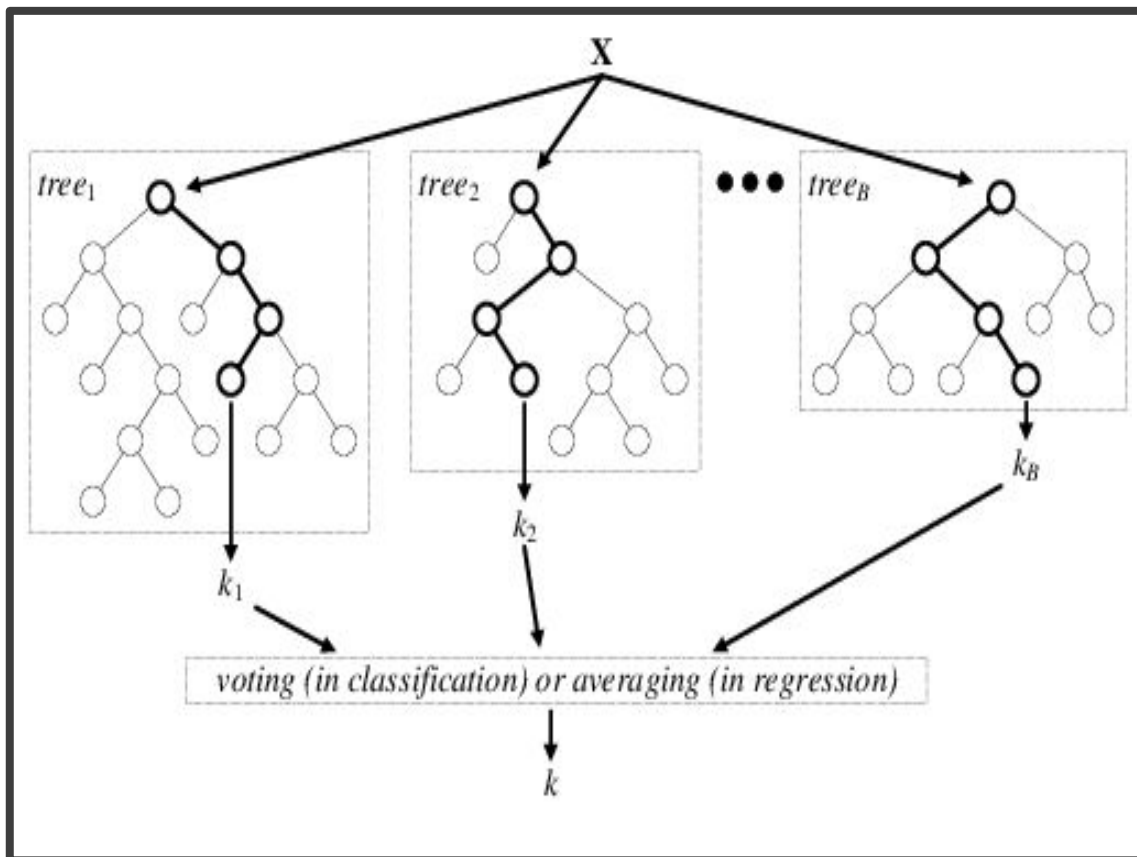 X
tree₁
tree₂
tree_B
k_B
k₂
k₁
voting (in classification) or averaging (in regression)
k